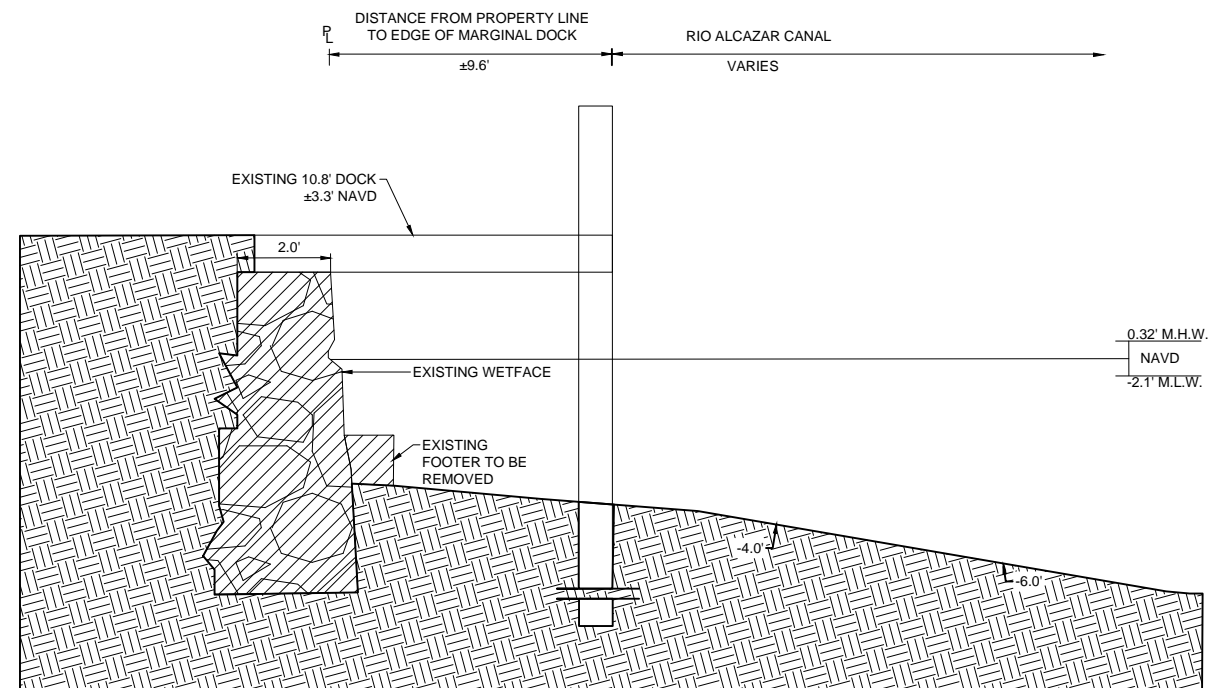 DISTANCE FROM PROPERTY LINE
TO EDGE OF MARGINAL DOCK
PL
RIO ALCAZAR CANAL
±9.6'
VARIES
EXISTING 10.8' DOCK
±3.3' NAVD
2.0'
0.32' M.H.W.
NAVD
-2.1' M.L.W.
EXISTING WETFACE
EXISTING
FOOTER TO BE
REMOVED
-4.0'
-6.0'